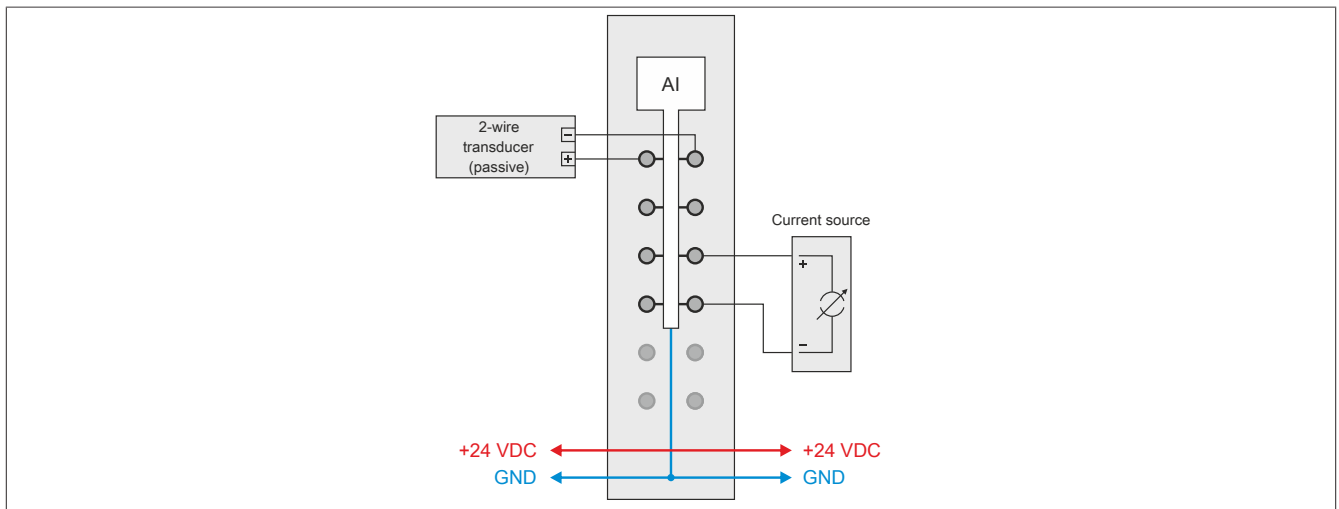 AI
2-wire
transducer
(passive)
−
+
Current source
+
−
+24 VDC
+24 VDC
GND
GND